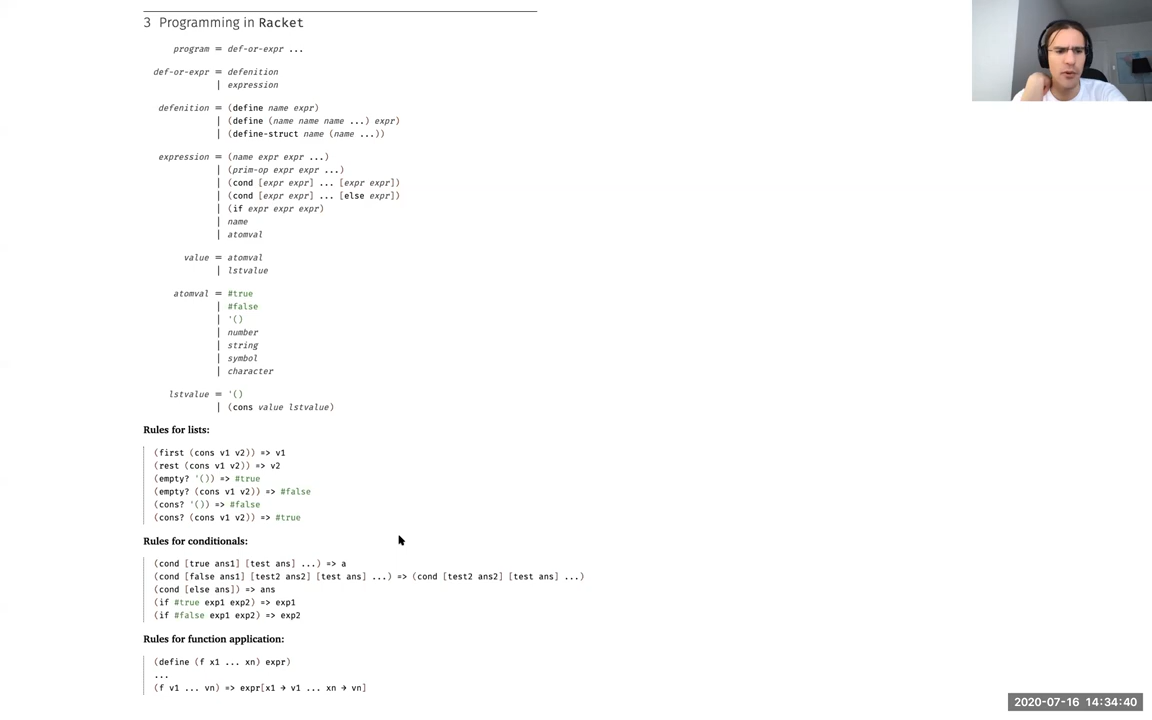 3 Programming in Racket
program = def-or-expr ...
def-or-expr = defenition
| expression
defenition = (define name expr)
| (define (name name name ...) expr)
| (define-struct name (name ...))
expression = (name expr expr ...)
| (prim-op expr expr ...)
| (cond [expr expr] ... [expr expr])
| (cond [expr expr] ... [else expr])
| (if expr expr expr)
| name
| atomval
value = atomval
| lstvalue
atomval = #true
| #false
| '()
| number
| string
| symbol
| character
lstvalue = '()
| (cons value lstvalue)
Rules for lists:
(first (cons v1 v2)) => v1
(rest (cons v1 v2)) => v2
(empty? '()) => #true
(empty? (cons v1 v2)) => #false
(cons? '()) => #false
(cons? (cons v1 v2)) => #true
Rules for conditionals:
(cond [true ans1] [test ans] ...) => a
(cond [false ans1] [test2 ans2] [test ans] ...) => (cond [test2 ans2] [test ans] ...)
(cond [else ans]) => ans
(if #true exp1 exp2) => exp1
(if #false exp1 exp2) => exp2
Rules for function application:
(define (f x1 ... xn) expr)
...
(f v1 ... vn) => expr[x1 → v1 ... xn → vn]
2020-07-16 14:34:40